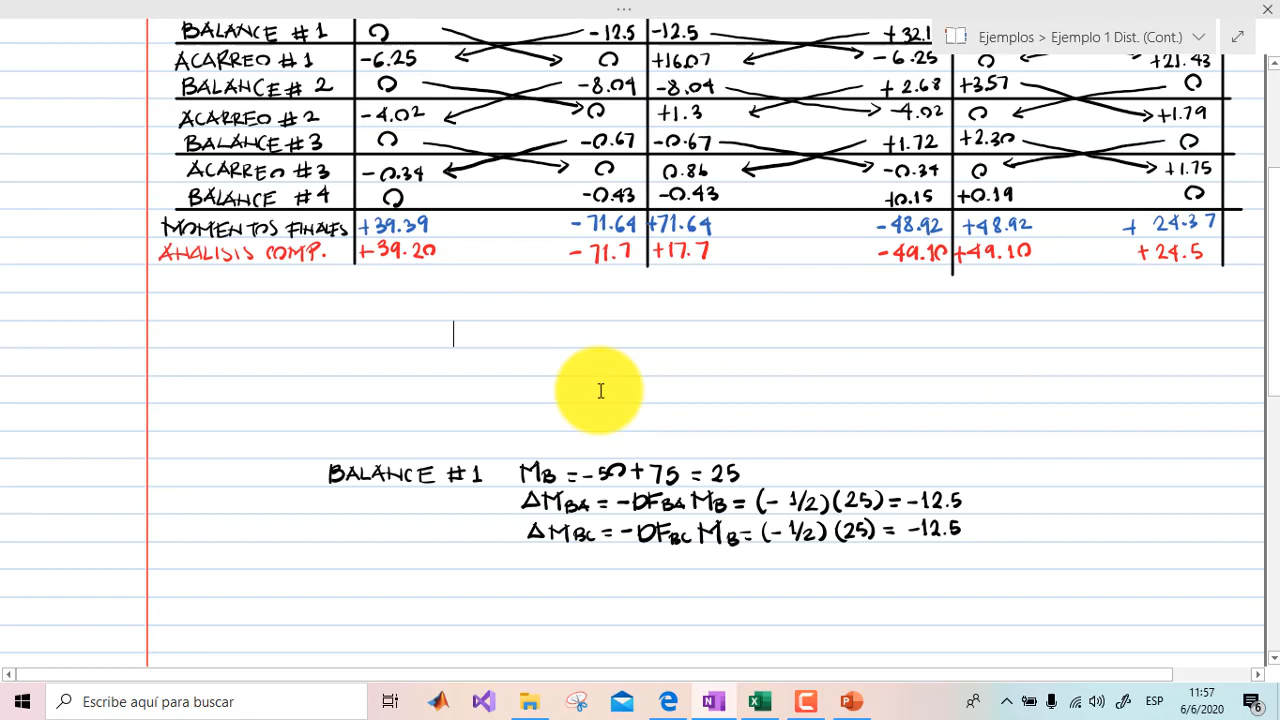 Ejemplos > Ejemplo 1 Dist. (Cont.)
BALANCE #1 0 -12.5 -12.5 +32.1
ACARREO #1 -6.25 0 +16.07 -6.25 0 +21.43
BALANCE # 2 0 -8.04 -8.04 +2.68 +3.57 0
ACARREO #2 -4.02 0 +1.3 -4.02 0 +1.79
BALANCE #3 0 -0.67 -0.67 +1.72 +2.30 0
ACARREO #3 -0.34 0 0.86 -0.34 0 +1.75
BALANCE #4 0 -0.43 -0.43 +0.15 +0.19 0
MOMENTOS FINALES +39.39 -71.64 +71.64 -48.92 +48.92 + 24.37
ANALISIS COMP. +39.20 -71.7 +17.7 -49.10 +49.10 +24.5
BALANCE #1 MB = -50+75 = 25
ΔMBA = -DFBA MB = (-1/2)(25) = -12.5
ΔMBC = -DFBC MB = (-1/2)(25) = -12.5
Escribe aquí para buscar
ESP
11:57
6/6/2020
6